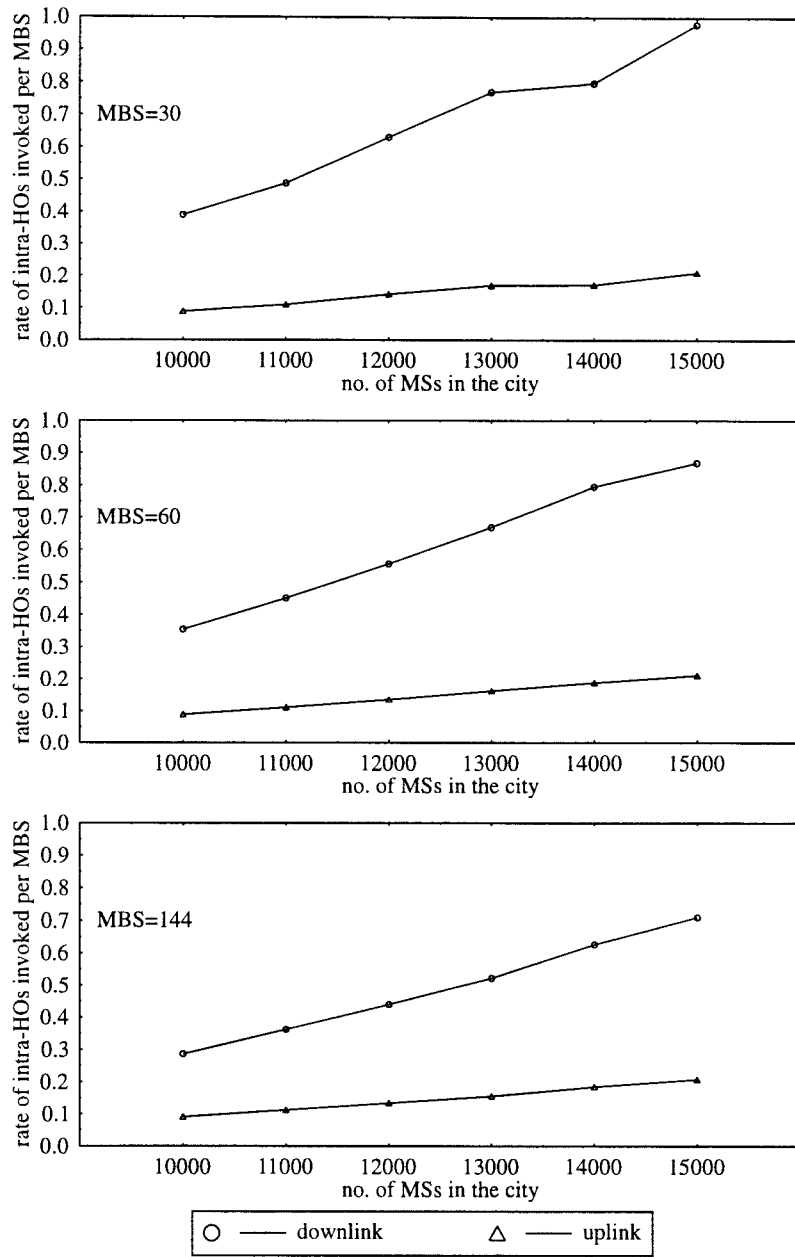 rate of intra-HOs invoked per MBS
1.0
0.9
0.8
0.7
0.6
0.5
0.4
0.3
0.2
0.1
0.0
MBS=30
10000 11000 12000 13000 14000 15000
no. of MSs in the city
rate of intra-HOs invoked per MBS
1.0
0.9
0.8
0.7
0.6
0.5
0.4
0.3
0.2
0.1
0.0
MBS=60
10000 11000 12000 13000 14000 15000
no. of MSs in the city
rate of intra-HOs invoked per MBS
1.0
0.9
0.8
0.7
0.6
0.5
0.4
0.3
0.2
0.1
0.0
MBS=144
10000 11000 12000 13000 14000 15000
no. of MSs in the city
downlink uplink